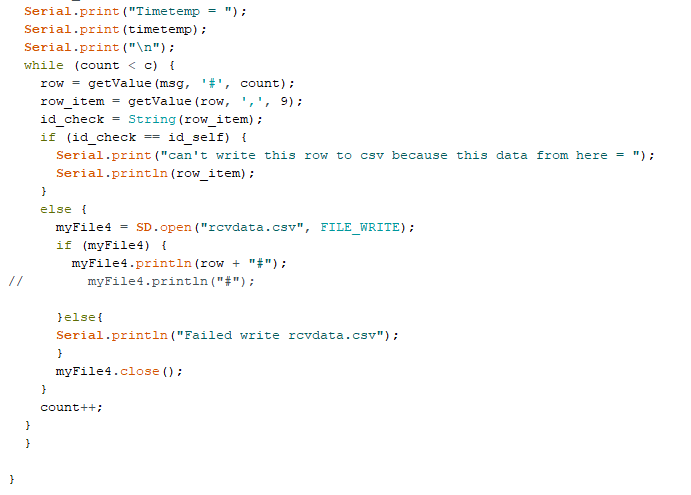 Serial.print("Timetemp = ");
Serial.print(timetemp);
Serial.print("\n");
while (count < c) {
row = getValue(msg, '#', count);
row_item = getValue(row, ',', 9);
id_check = String(row_item);
if (id_check == id_self) {
Serial.print("can't write this row to csv because this data from here = ");
Serial.println(row_item);
}
else {
myFile4 = SD.open("rcvdata.csv", FILE_WRITE);
if (myFile4) {
myFile4.println(row + "#");
// myFile4.println("#");
}else{
Serial.println("Failed write rcvdata.csv");
}
myFile4.close();
}
count++;
}
}
}